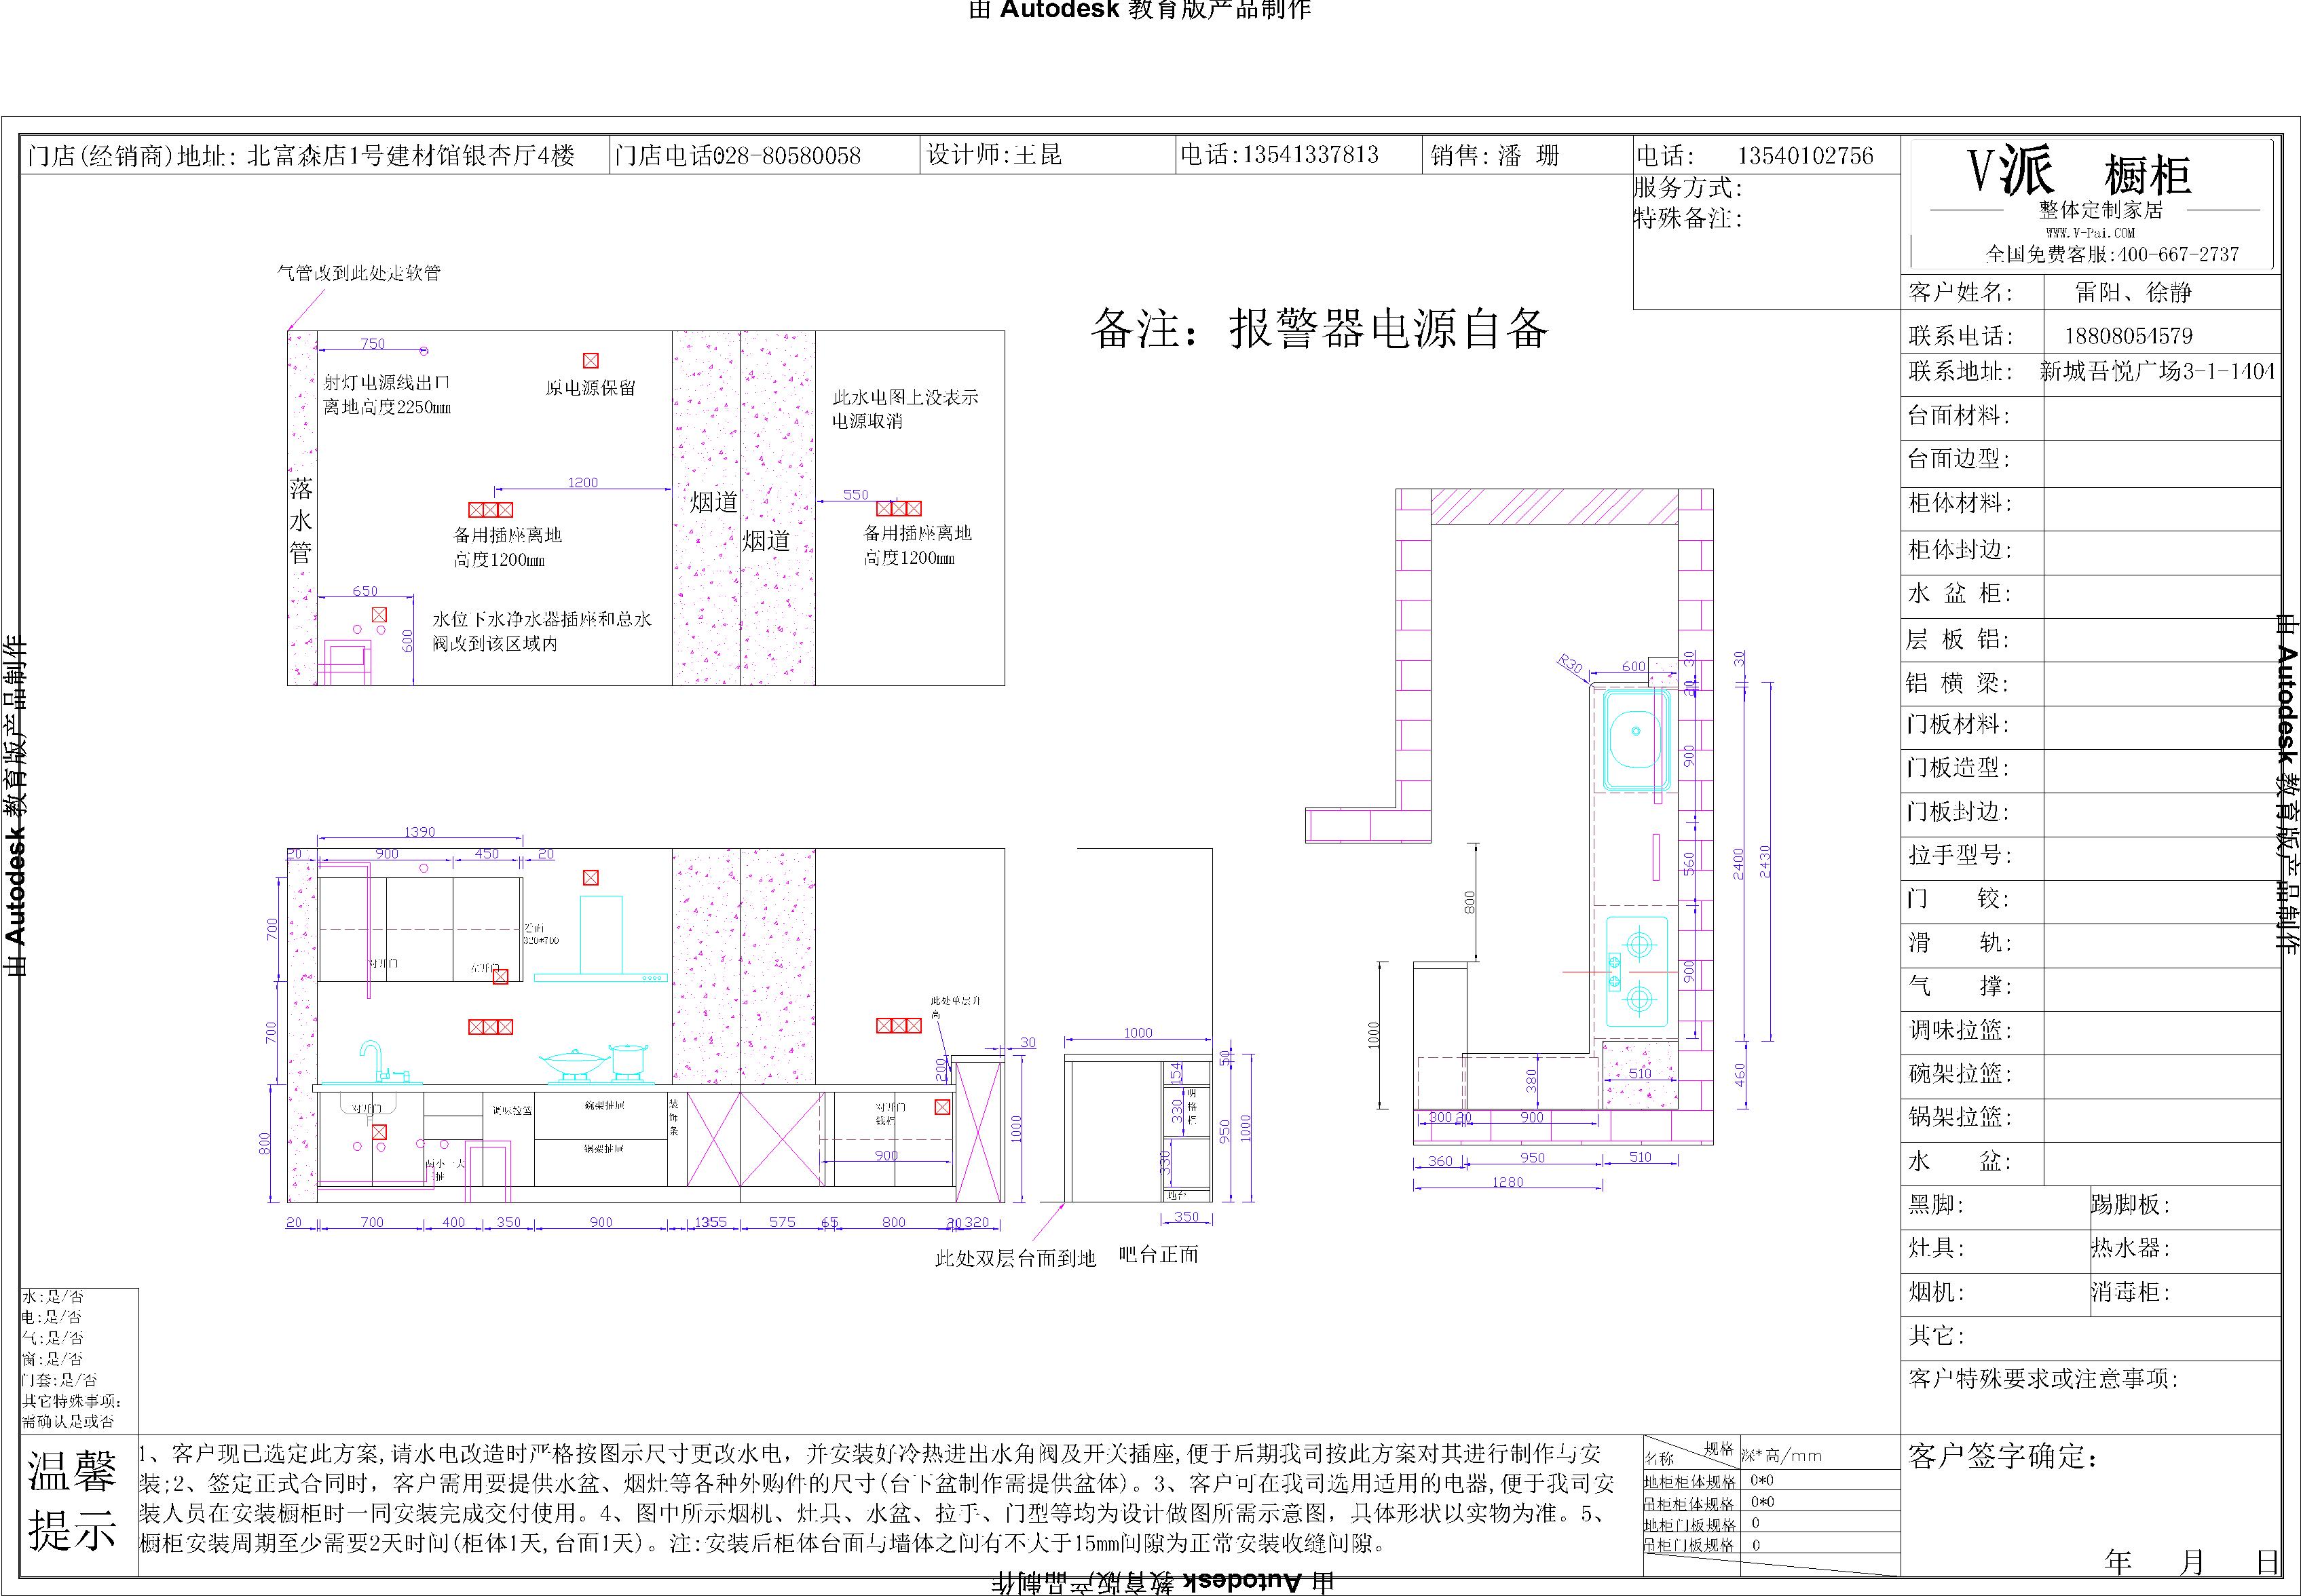 由 Autodesk 教育版产品制作
门店(经销商)地址: 北富森店1号建材馆银杏厅4楼
门店电话028-80580058
设计师:王昆
电话:13541337813
销售: 潘 珊
电话: 13540102756
服务方式:
特殊备注:
V派 橱柜
整体定制家居
WWW.V-Pai.COM
全国免费客服:400-667-2737
客户姓名: 雷阳、徐静
联系电话: 18808054579
联系地址: 新城吾悦广场3-1-1404
台面材料:
台面边型:
柜体材料:
柜体封边:
水 盆 柜:
层 板 铝:
铝 横 梁:
门板材料:
门板造型:
门板封边:
拉手型号:
门 铰:
滑 轨:
气 撑:
调味拉篮:
碗架拉篮:
锅架拉篮:
水 盆:
黑脚: 踢脚板:
灶具: 热水器:
烟机: 消毒柜:
其它:
客户特殊要求或注意事项:
客户签字确定:
年 月 日
气管改到此处走软管
备注: 报警器电源自备
750
射灯电源线出口
离地高度2250mm
原电源保留
此水电图上没表示
电源取消
落水管
1200
备用插座离地
高度1200mm
烟道
烟道
550
备用插座离地
高度1200mm
650
600
水位下水净水器插座和总水
阀改到该区域内
1390
20 900 450 20
700
700
800
对开门
左开门
320*700
此处单层升
高
200
30
1000
对开门
调味拉篮
碗架抽屉
锅架抽屉
装饰条
对开门
900
20 700 400 350 900 1355 575 65 800 20 320
1000
50
154
330
330
950
1000
明格柜
地台
350
此处双层台面到地
吧台正面
R30
600
30
30
20
900
560
900
2400
2430
460
800
1000
380
510
300 20 900
360 950 510
1280
水:是/否
电:是/否
气:是/否
窗:是/否
门套:是/否
其它特殊事项:
需确认是或否
温馨
提示
1、客户现已选定此方案,请水电改造时严格按图示尺寸更改水电, 并安装好冷热进出水角阀及开关插座,便于后期我司按此方案对其进行制作与安
装;2、签定正式合同时, 客户需用要提供水盆、烟灶等各种外购件的尺寸(台下盆制作需提供盆体)。3、客户可在我司选用适用的电器,便于我司安
装人员在安装橱柜时一同安装完成交付使用。4、图中所示烟机、灶具、水盆、拉手、门型等均为设计做图所需示意图, 具体形状以实物为准。5、
橱柜安装周期至少需要2天时间(柜体1天,台面1天)。注:安装后柜体台面与墙体之间有不大于15mm间隙为正常安装收缝间隙。
名称 规格 深*高/mm
地柜柜体规格 0*0
吊柜柜体规格 0*0
地柜门板规格 0
吊柜门板规格 0
由 Autodesk 教育版产品制作
由 Autodesk 教育版产品制作
由 Autodesk 教育版产品制作